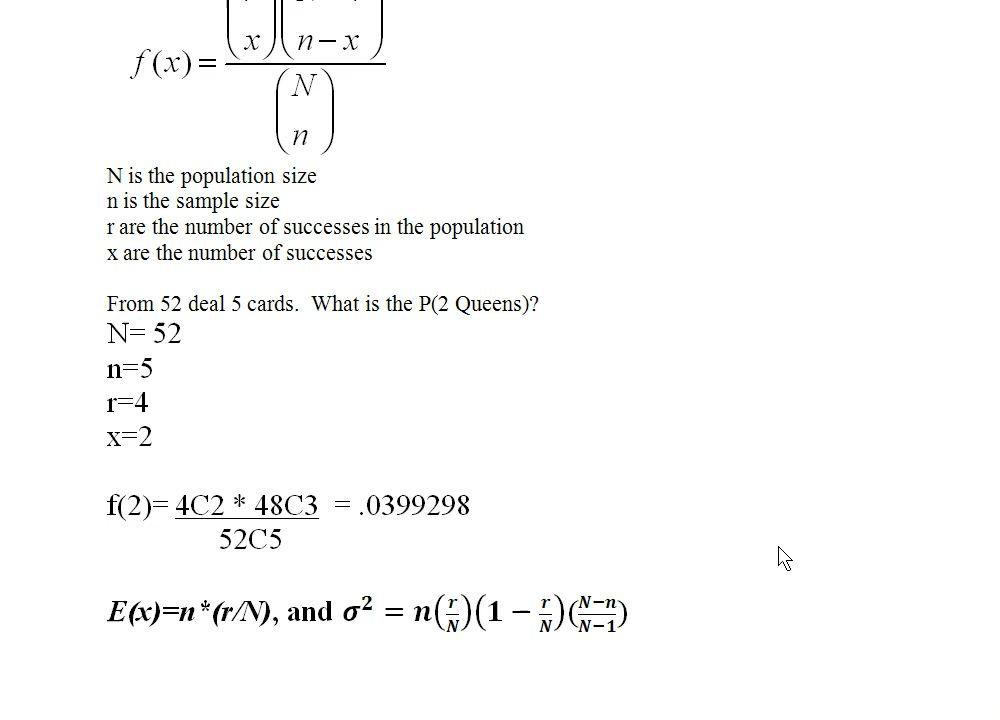 x n−x
f(x)=
N
n
N is the population size
n is the sample size
r are the number of successes in the population
x are the number of successes
From 52 deal 5 cards. What is the P(2 Queens)?
N= 52
n=5
r=4
x=2
f(2)= 4C2 * 48C3 = .0399298
52C5
E(x)=n*(r/N), and σ² = n(r/N)(1 − r/N)(N−n/N−1)